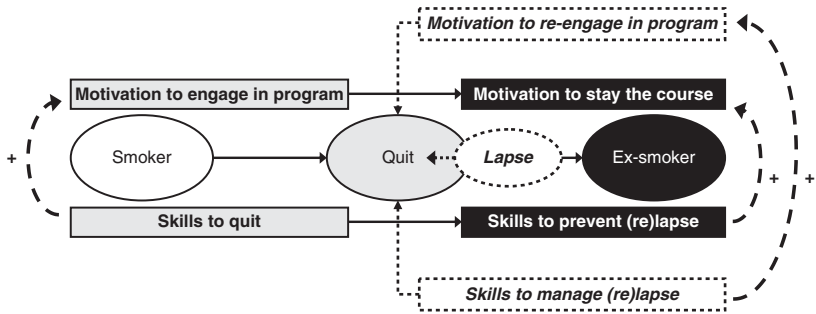 Motivation to re-engage in program
Motivation to engage in program
Motivation to stay the course
+
Smoker
Quit
Lapse
Ex-smoker
+
+
Skills to quit
Skills to prevent (re)lapse
Skills to manage (re)lapse